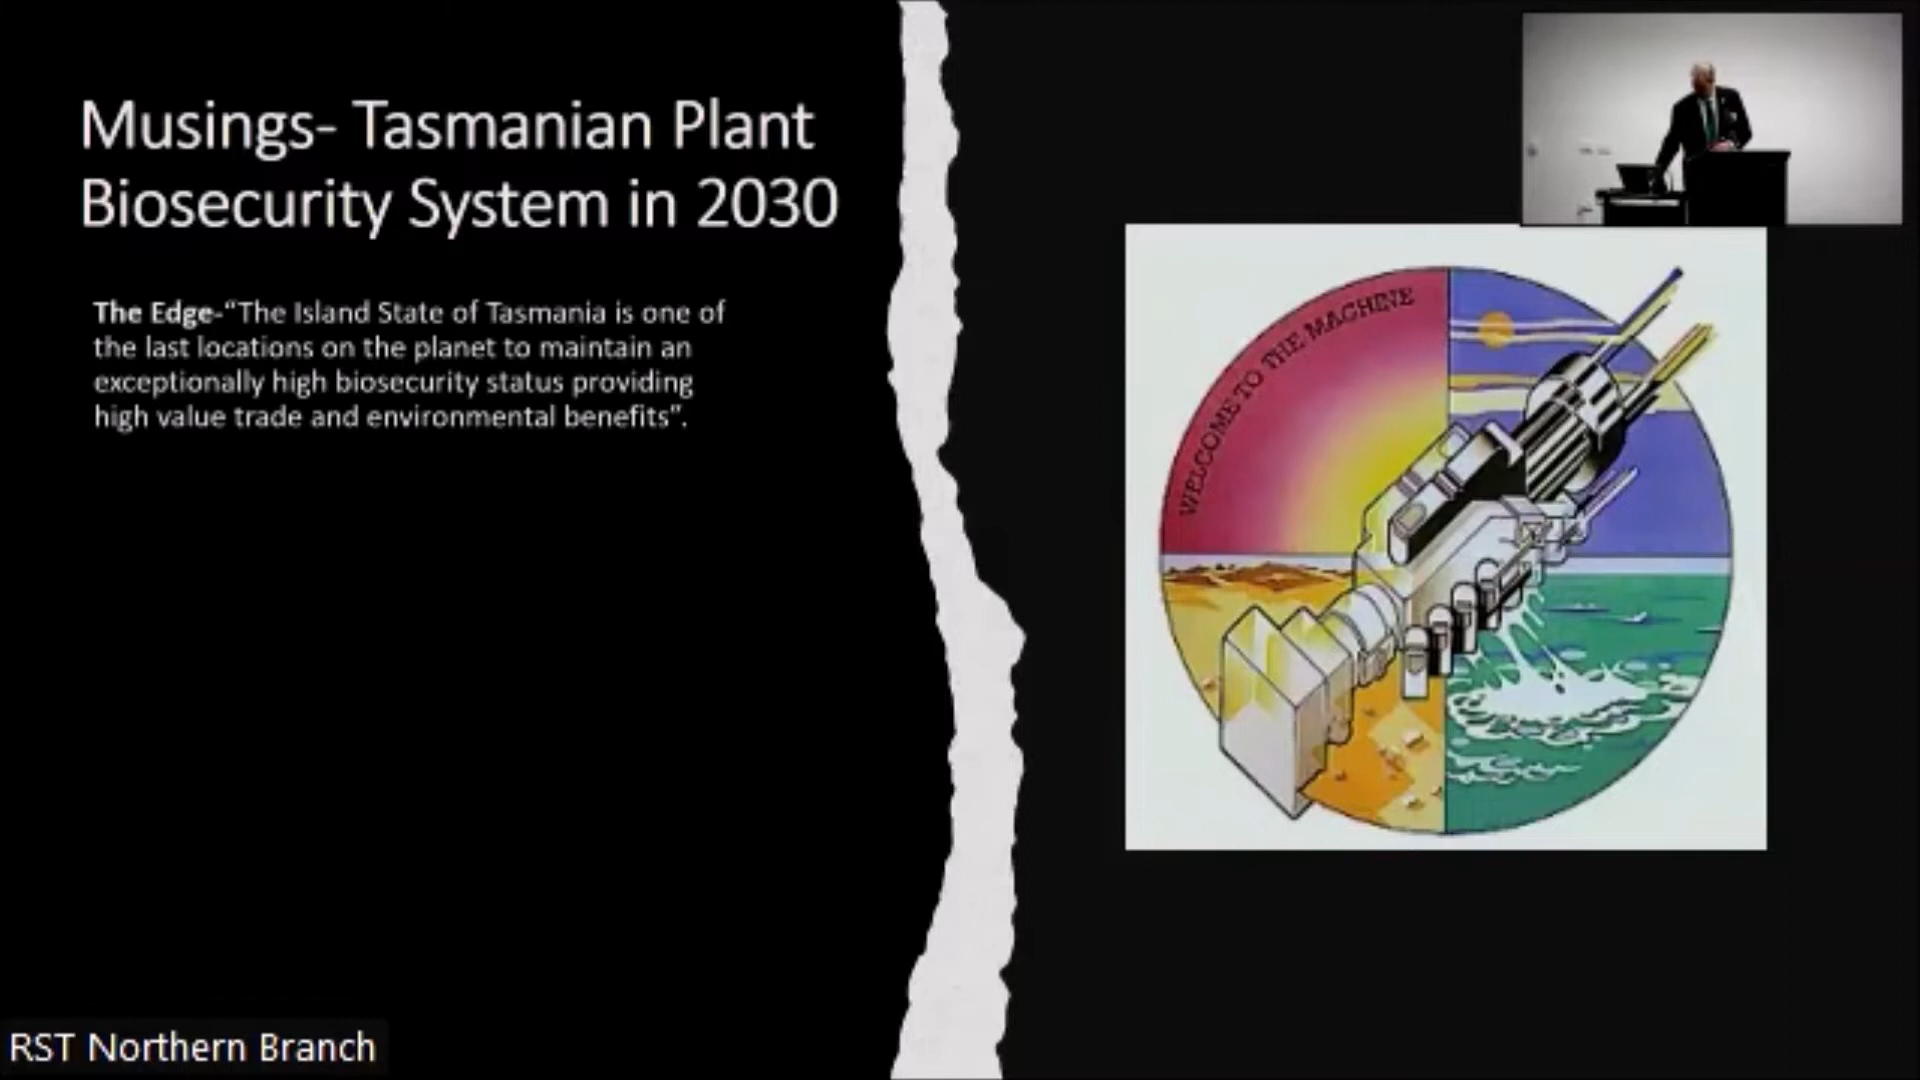 Musings- Tasmanian Plant
Biosecurity System in 2030
The Edge-“The Island State of Tasmania is one of
the last locations on the planet to maintain an
exceptionally high biosecurity status providing
high value trade and environmental benefits”.
WELCOME TO THE MACHINE
RST Northern Branch